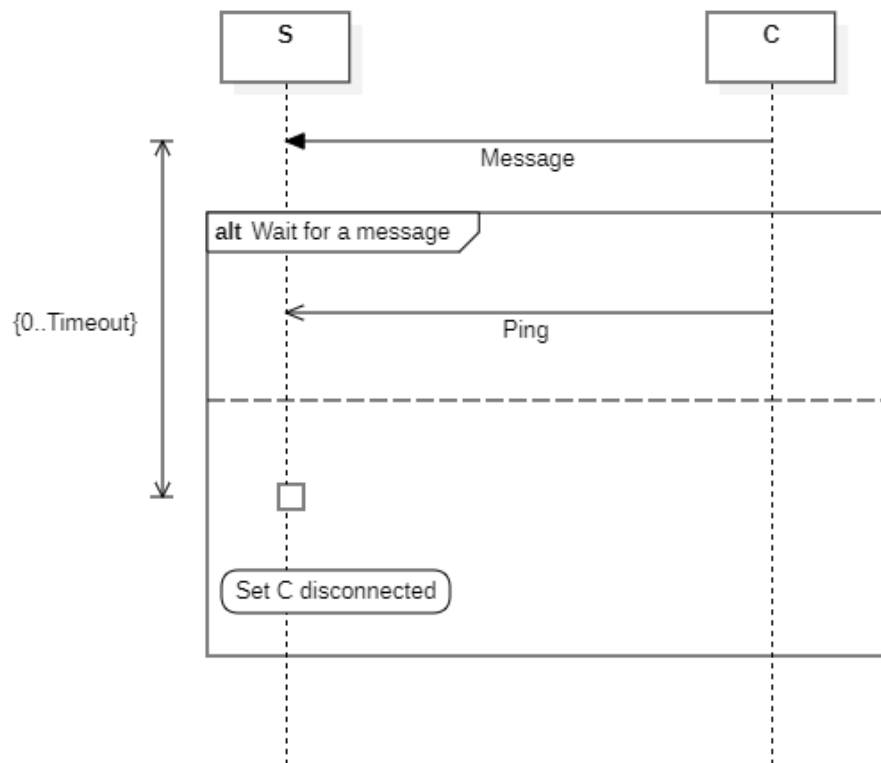 S
C
Message
alt Wait for a message
{0..Timeout}
Ping
Set C disconnected